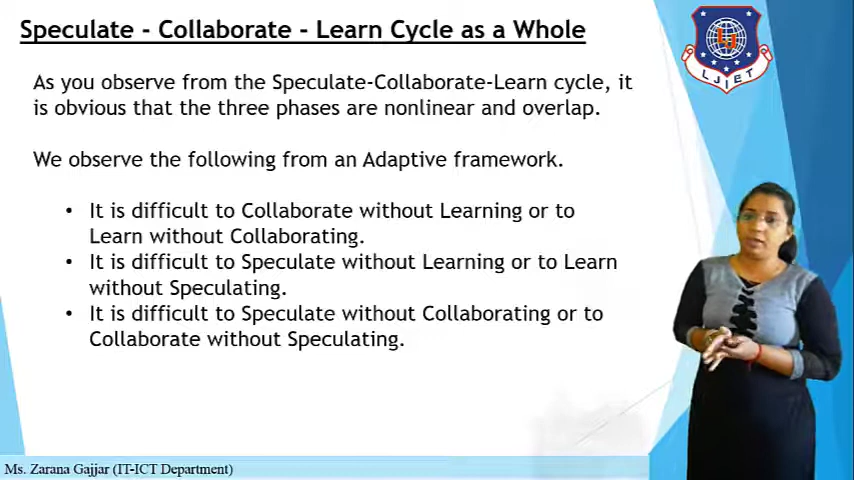 Speculate - Collaborate - Learn Cycle as a Whole
As you observe from the Speculate-Collaborate-Learn cycle, it
is obvious that the three phases are nonlinear and overlap.
We observe the following from an Adaptive framework.
• It is difficult to Collaborate without Learning or to
Learn without Collaborating.
• It is difficult to Speculate without Learning or to Learn
without Speculating.
• It is difficult to Speculate without Collaborating or to
Collaborate without Speculating.
LJIET
Ms. Zarana Gajjar (IT-ICT Department)